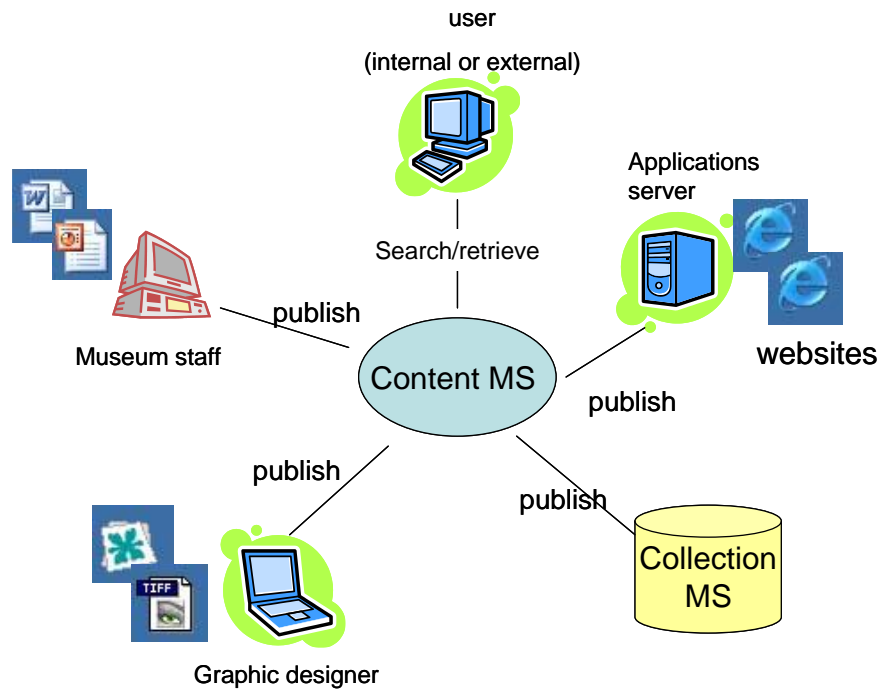 user
(internal or external)
Applications
server
Search/retrieve
W
publish
Museum staff
Content MS
websites
publish
publish
publish
Collection
MS
TIFF
Graphic designer